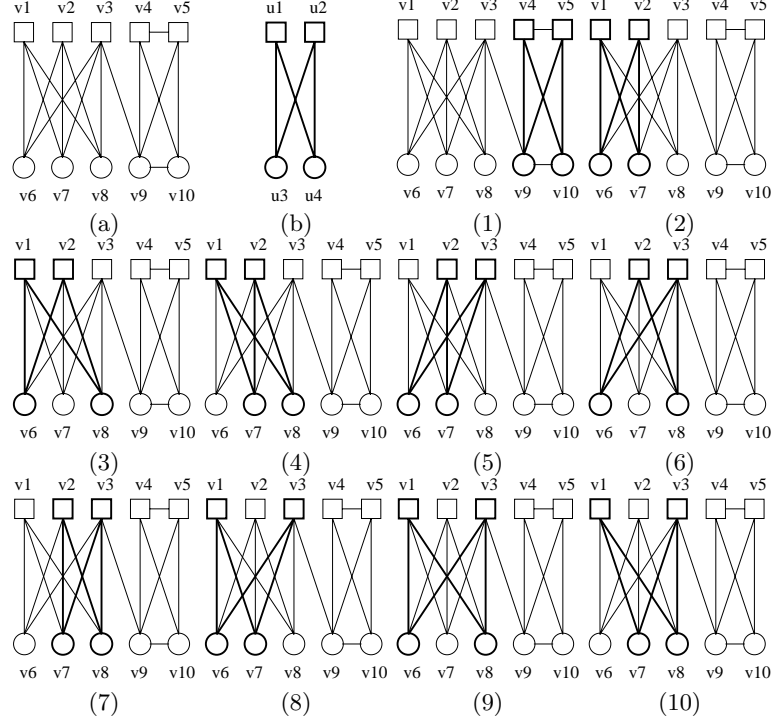 v1 v2 v3 v4 v5 u1 u2 v1 v2 v3 v4 v5 v1 v2 v3 v4 v5
v6 v7 v8 v9 v10 u3 u4 v6 v7 v8 v9 v10 v6 v7 v8 v9 v10
(a) (b) (1) (2)
v1 v2 v3 v4 v5 v1 v2 v3 v4 v5 v1 v2 v3 v4 v5 v1 v2 v3 v4 v5
v6 v7 v8 v9 v10 v6 v7 v8 v9 v10 v6 v7 v8 v9 v10 v6 v7 v8 v9 v10
(3) (4) (5) (6)
v1 v2 v3 v4 v5 v1 v2 v3 v4 v5 v1 v2 v3 v4 v5 v1 v2 v3 v4 v5
v6 v7 v8 v9 v10 v6 v7 v8 v9 v10 v6 v7 v8 v9 v10 v6 v7 v8 v9 v10
(7) (8) (9) (10)